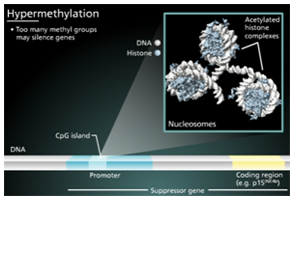 Hypermethylation
• Too many methyl groups
may silence genes
DNA
Histone
Acetylated
histone
complexes
Nucleosomes
CpG island
DNA
Promoter
Coding region
(e.g. p15
Suppressor gene